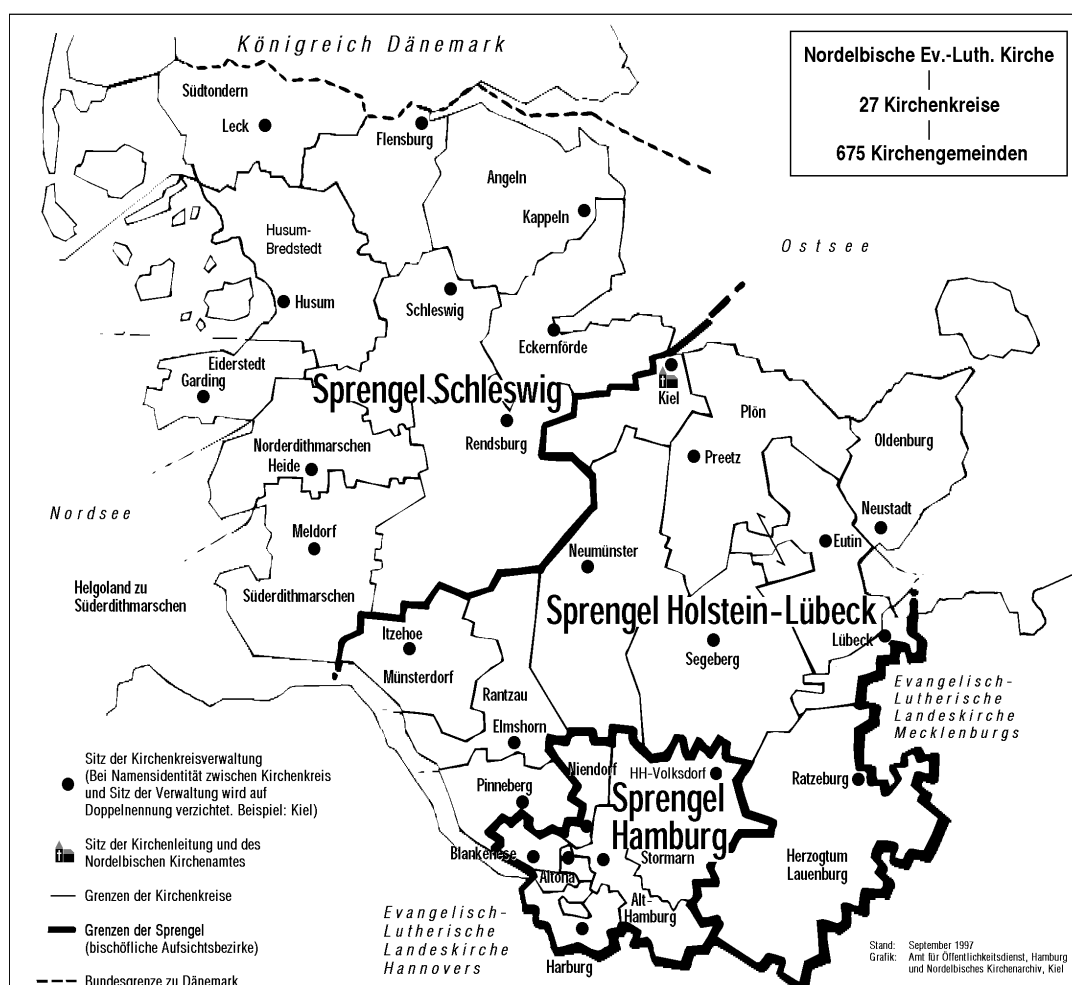 Königreich Dänemark
Nordelbische Ev.-Luth. Kirche
27 Kirchenkreise
675 Kirchengemeinden
Südtondern
Leck
Flensburg
Angeln
Kappeln
Husum-
Bredstedt
Ostsee
Husum
Schleswig
Eckernförde
Eiderstedt
Garding
Sprengel Schleswig
Kiel
Plön
Rendsburg
Oldenburg
Norderdithmarschen
Heide
Preetz
Nordsee
Neustadt
Meldorf
Eutin
Neumünster
Helgoland zu
Süderdithmarschen
Süderdithmarschen
Sprengel Holstein-Lübeck
Itzehoe
Lübeck
Segeberg
Münsterdorf
Rantzau
Evangelisch-
Lutherische
Landeskirche
Mecklenburgs
Elmshorn
Sitz der Kirchenkreisverwaltung
(Bei Namensidentität zwischen Kirchenkreis
und Sitz der Verwaltung wird auf
Doppelnennung verzichtet. Beispiel: Kiel)
Niendorf
HH-Volksdorf
Ratzeburg
Pinneberg
Sprengel
Hamburg
Sitz der Kirchenleitung und des
Nordelbischen Kirchenamtes
Blankenese
Stormarn
Herzogtum
Lauenburg
Altona
Grenzen der Kirchenkreise
Alt-
Hamburg
Evangelisch-
Lutherische
Landeskirche
Hannovers
Grenzen der Sprengel
(bischöfliche Aufsichtsbezirke)
Harburg
Stand: September 1997
Grafik: Amt für Öffentlichkeitsdienst, Hamburg
und Nordelbisches Kirchenarchiv, Kiel
Bundesgrenze zu Dänemark